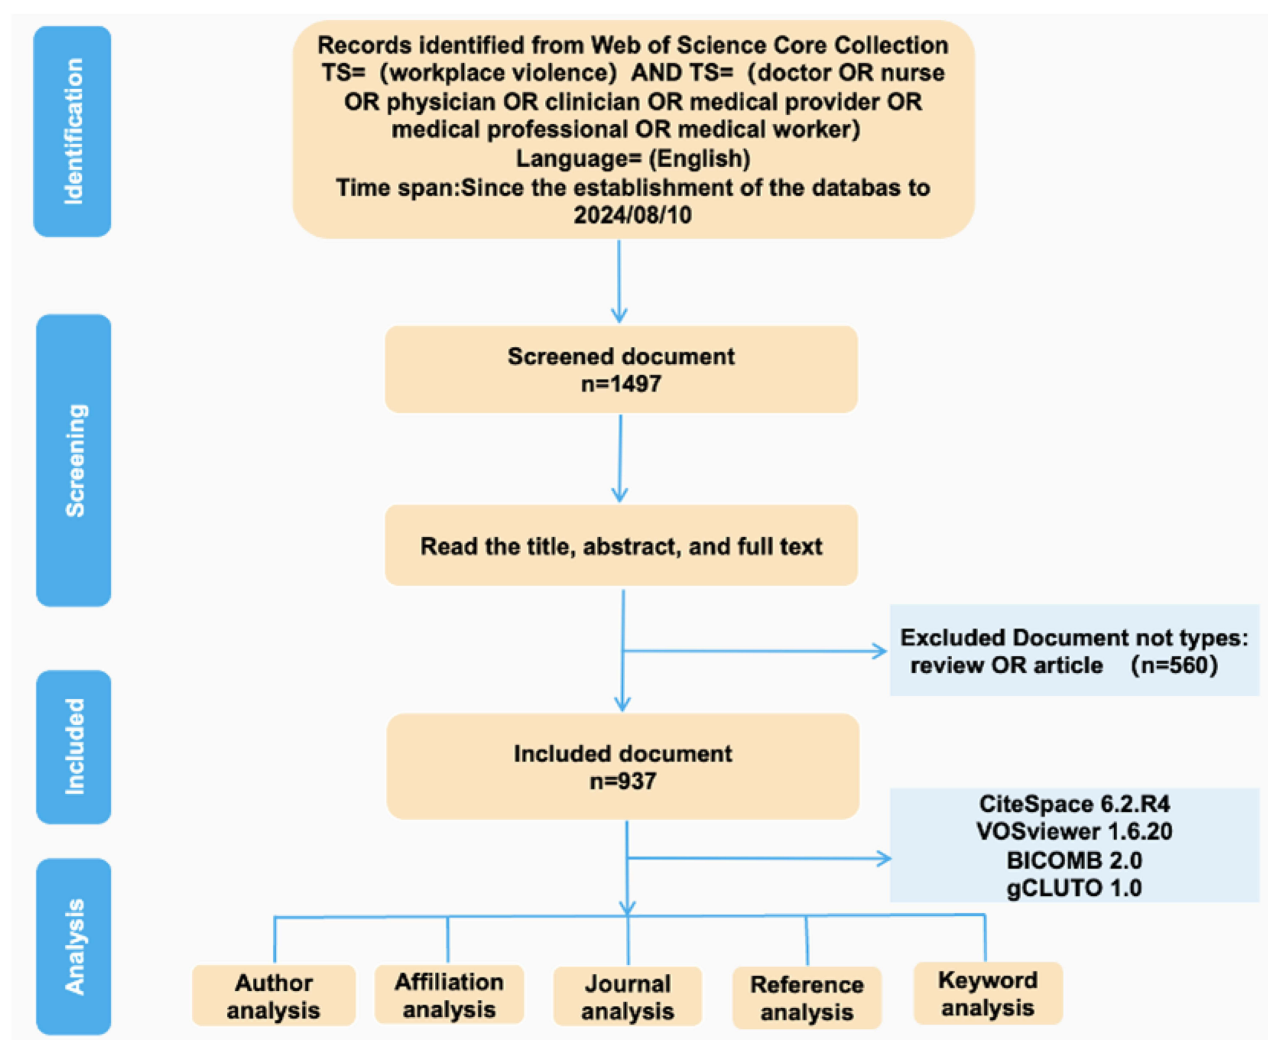 Identification
Records identified from Web of Science Core Collection
TS= (workplace violence) AND TS= (doctor OR nurse
OR physician OR clinician OR medical provider OR
medical professional OR medical worker)
Language= (English)
Time span:Since the establishment of the databas to
2024/08/10
Screening
Screened document
n=1497
Read the title, abstract, and full text
Excluded Document not types:
review OR article (n=560)
Included
Included document
n=937
CiteSpace 6.2.R4
VOSviewer 1.6.20
BICOMB 2.0
gCLUTO 1.0
Analysis
Author
analysis
Affiliation
analysis
Journal
analysis
Reference
analysis
Keyword
analysis